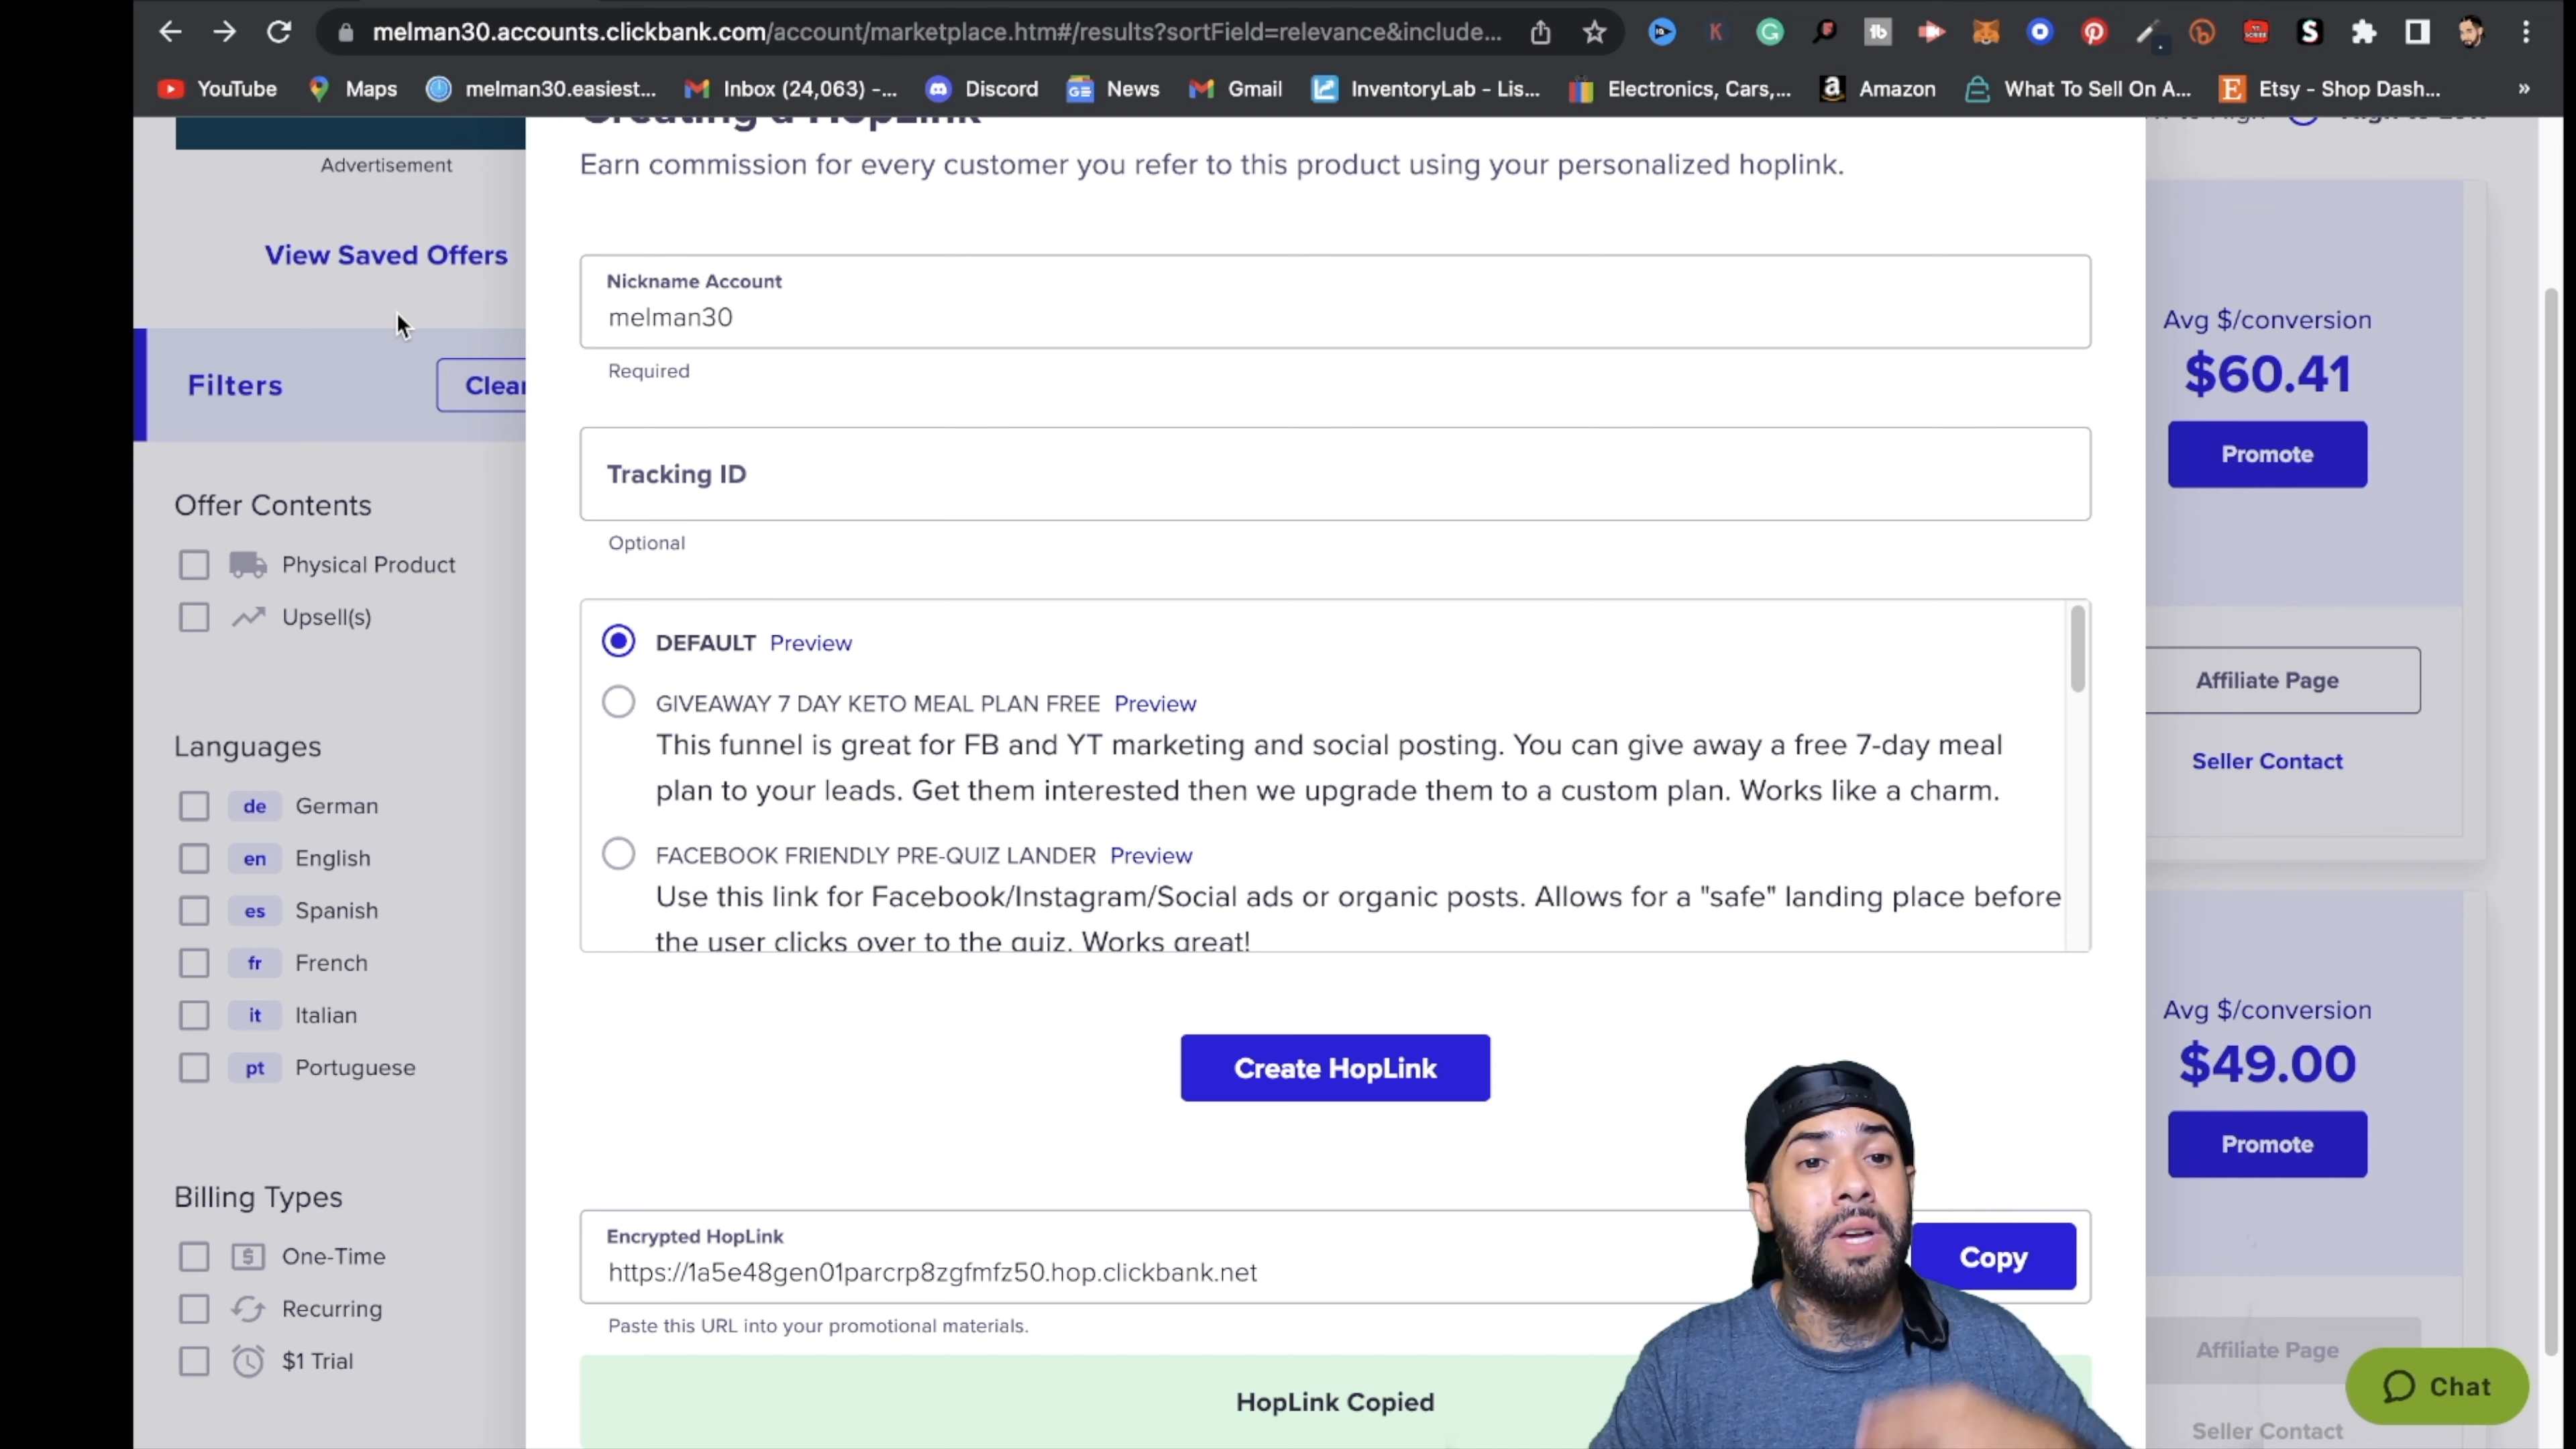 melman30.accounts.clickbank.com/account/marketplace.htm#/results?sortField=relevance&include...
YouTube
Maps
melman30.easiest...
Inbox (24,063) -...
Discord
News
Gmail
InventoryLab - Lis...
Electronics, Cars,...
Amazon
What To Sell On A...
Etsy - Shop Dash...
»
Creating a HopLink
Earn commission for every customer you refer to this product using your personalized hoplink.
Advertisement
View Saved Offers
Filters
Clear
Offer Contents
Physical Product
Upsell(s)
Languages
de German
en English
es Spanish
fr French
it Italian
pt Portuguese
Billing Types
One-Time
Recurring
$1 Trial
Nickname Account
melman30
Required
Tracking ID
Optional
DEFAULT Preview
GIVEAWAY 7 DAY KETO MEAL PLAN FREE Preview
This funnel is great for FB and YT marketing and social posting. You can give away a free 7-day meal
plan to your leads. Get them interested then we upgrade them to a custom plan. Works like a charm.
FACEBOOK FRIENDLY PRE-QUIZ LANDER Preview
Use this link for Facebook/Instagram/Social ads or organic posts. Allows for a "safe" landing place before
the user clicks over to the quiz. Works great!
Create HopLink
Encrypted HopLink
https://1a5e48gen01parcrp8zgfmfz50.hop.clickbank.net
Copy
Paste this URL into your promotional materials.
HopLink Copied
Avg $/conversion
$60.41
Promote
Affiliate Page
Seller Contact
Avg $/conversion
$49.00
Promote
Affiliate Page
Chat
Seller Contact